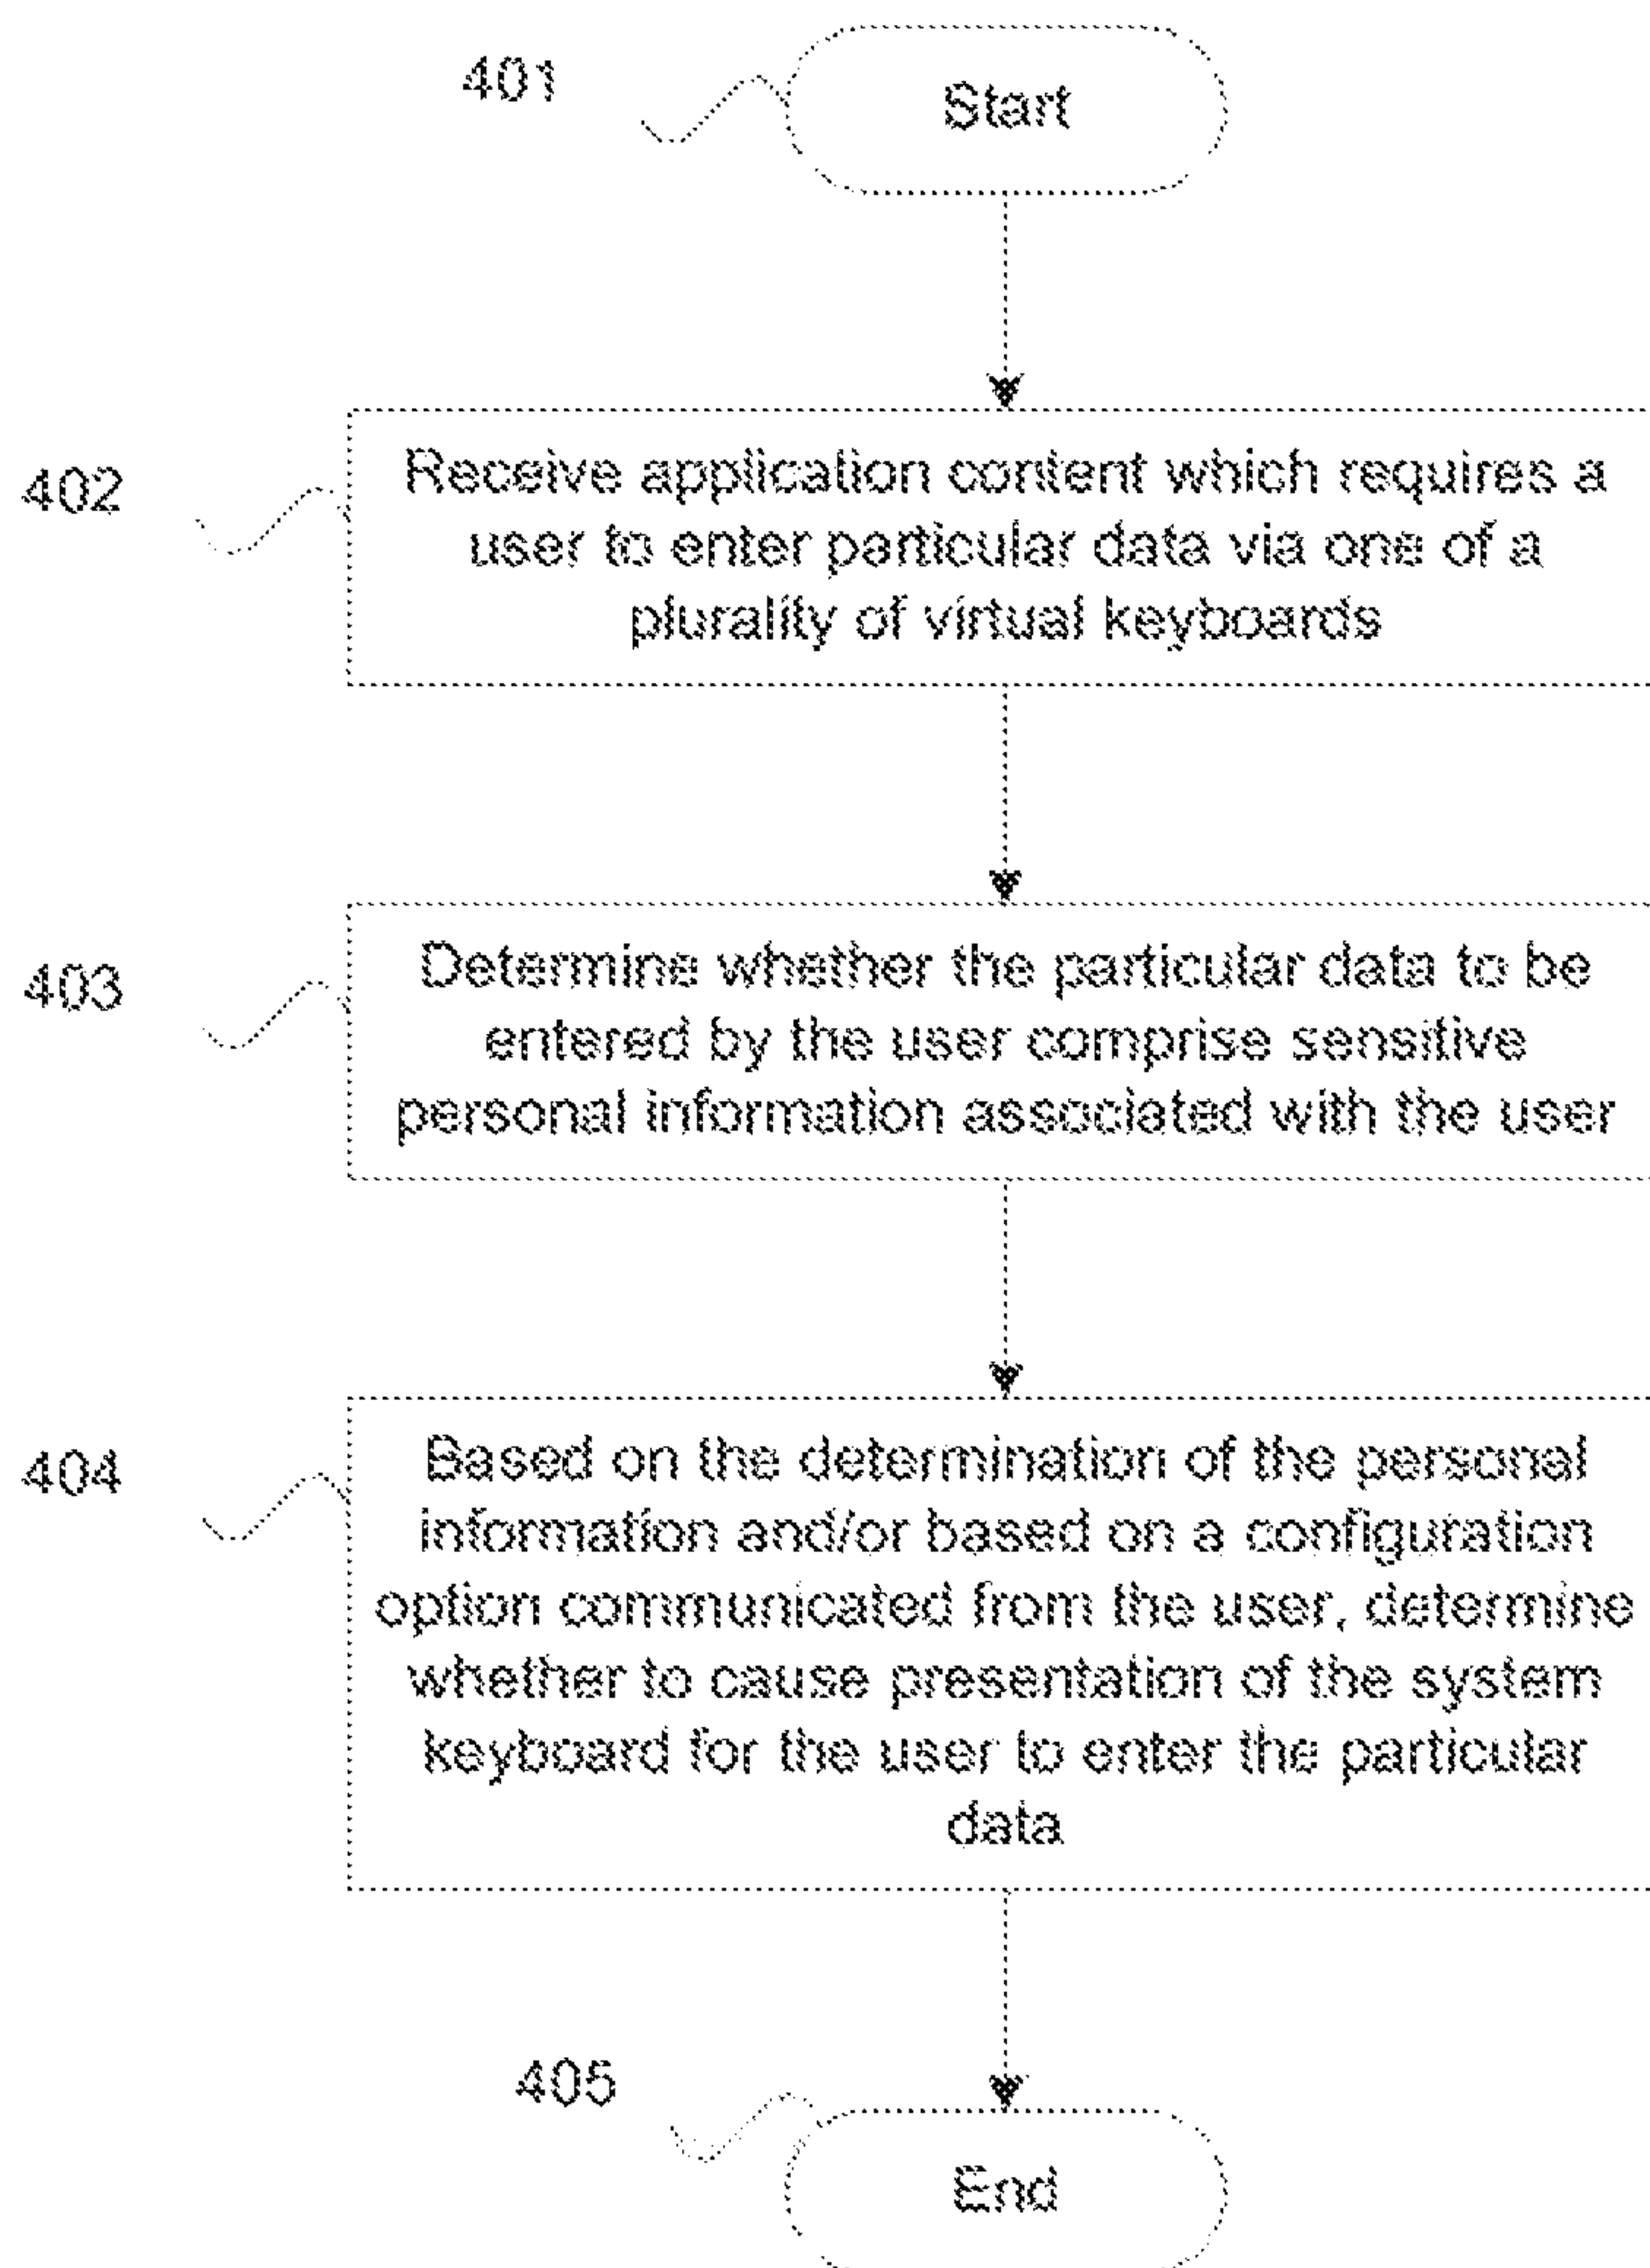 401
Start
402
Receive application content which requires a
user to enter particular data via one of a
plurality of virtual keyboards
403
Determine whether the particular data to be
entered by the user comprise sensitive
personal information associated with the user
404
Based on the determination of the personal
information and/or based on a configuration
option communicated from the user, determine
whether to cause presentation of the system
keyboard for the user to enter the particular
data
405
End